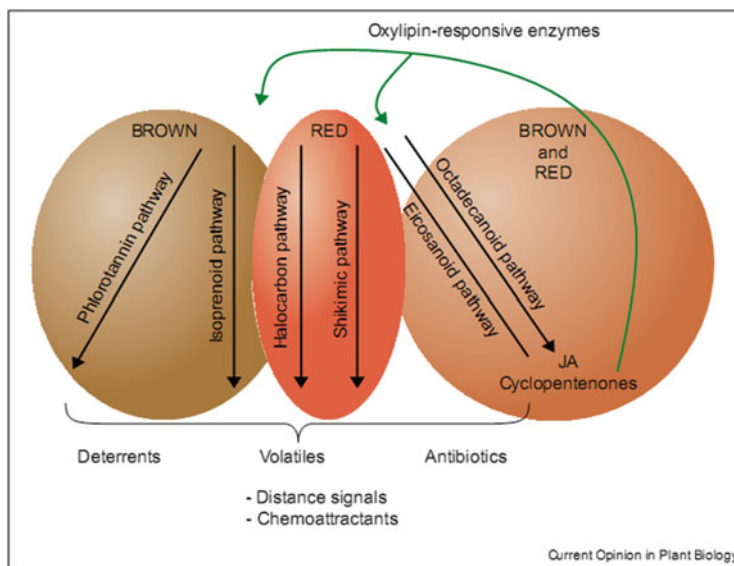 Oxylipin-responsive enzymes
BROWN
RED
BROWN
and
RED
Phlorotannin pathway
Isoprenoid pathway
Halocarbon pathway
Shikimic pathway
Eicosanoid pathway
Octadecanoid pathway
JA
Cyclopentenones
Deterrents
Volatiles
Antibiotics
- Distance signals
- Chemoattractants
Current Opinion in Plant Biology